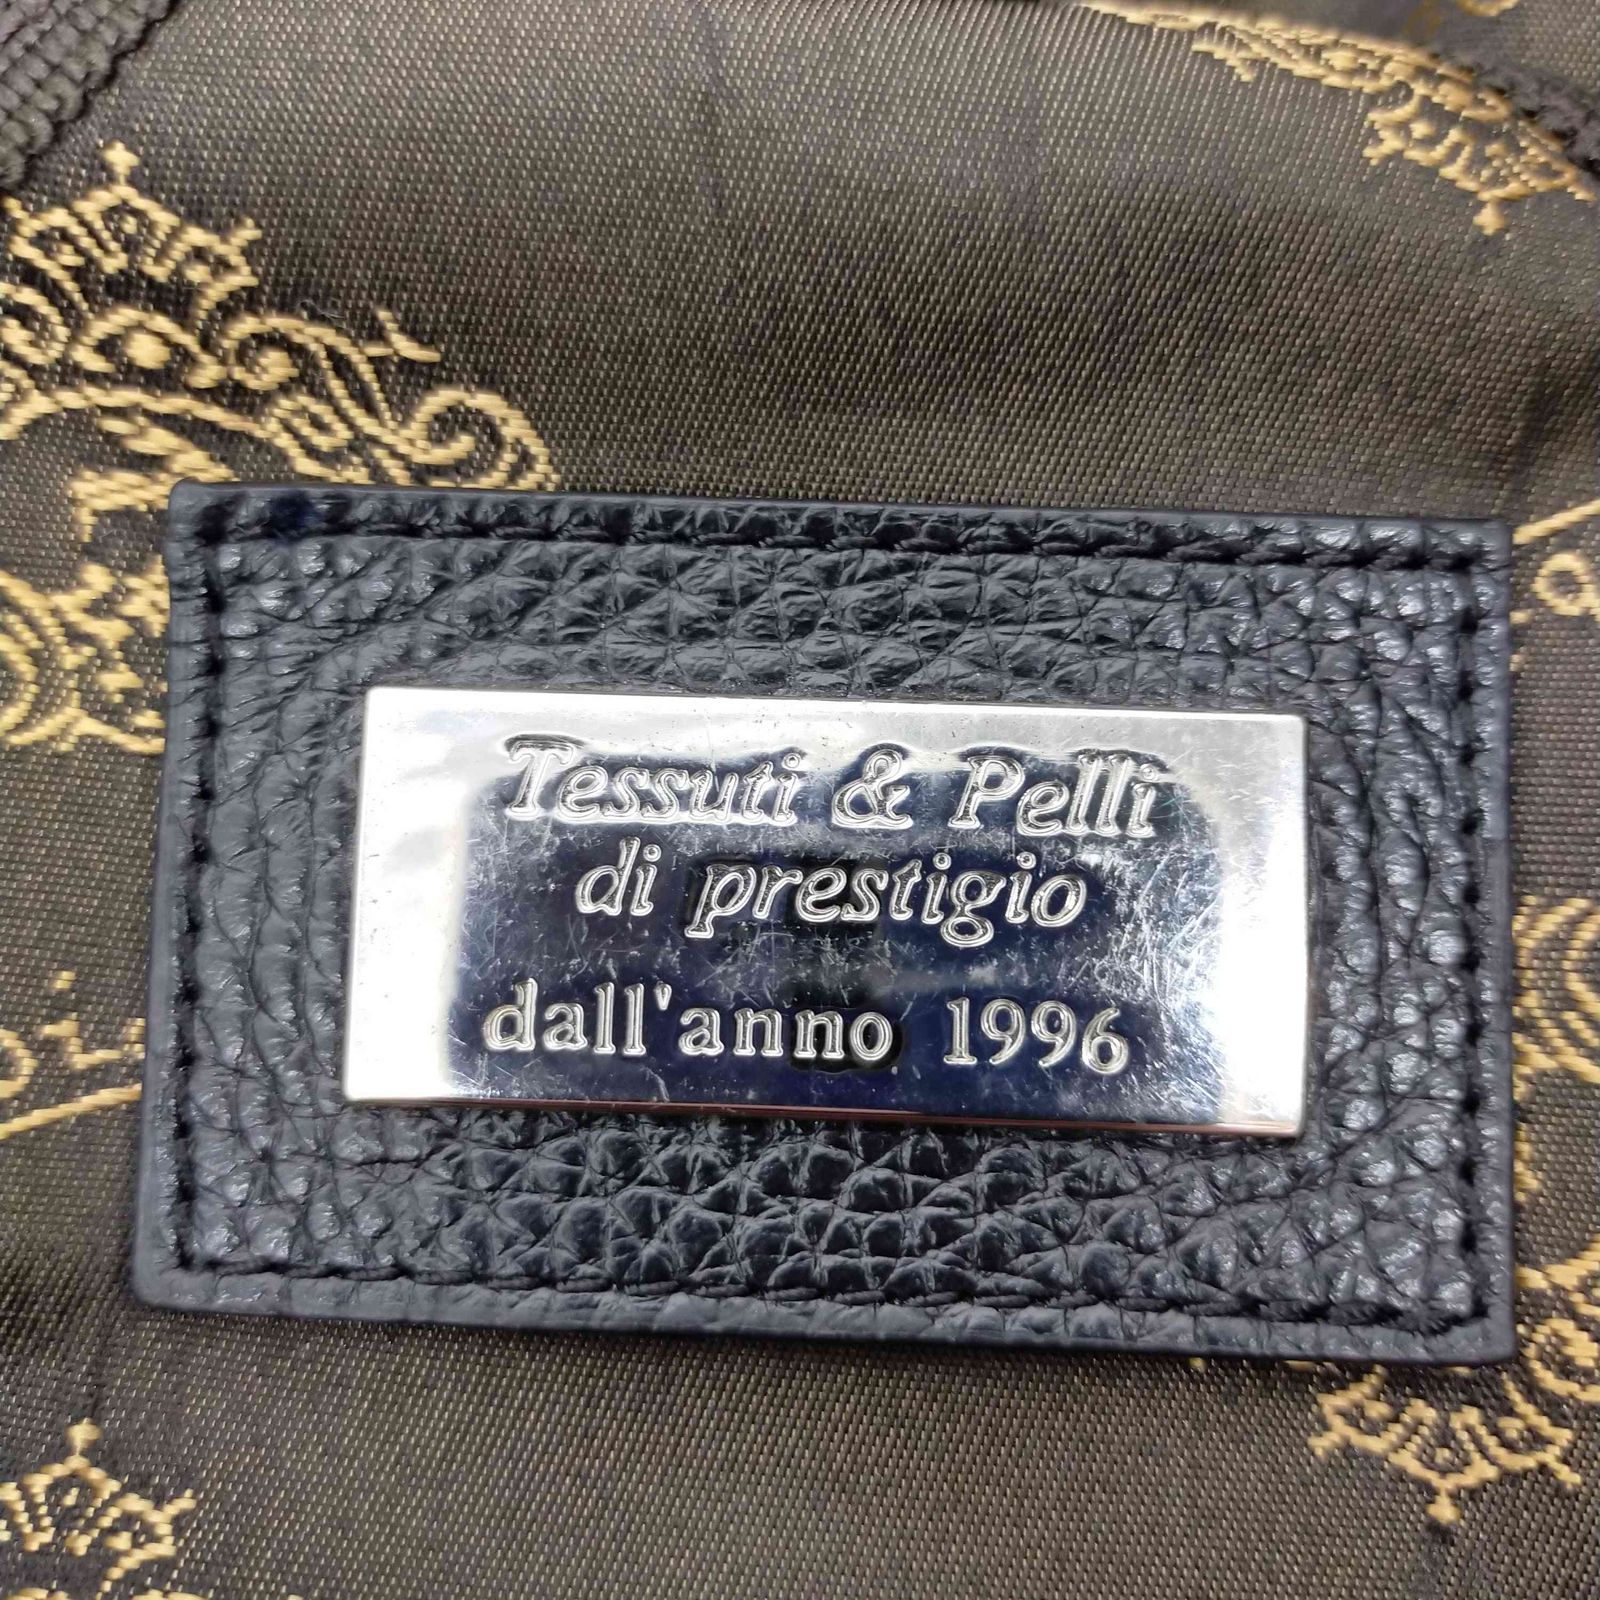 Tessuti & Pelli
di prestigio
dall'anno 1996